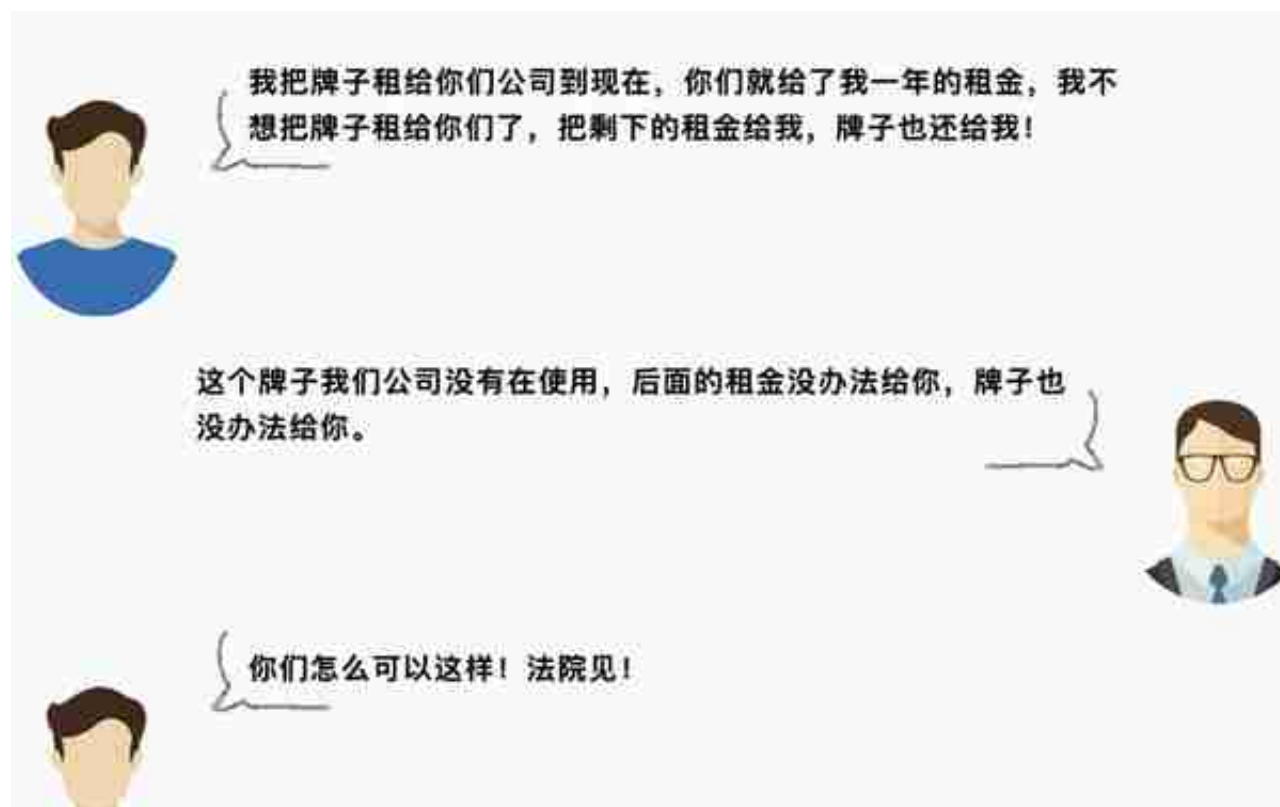 我把牌子租给你们公司到现在，你们就给了我一年的租金，我不
想把牌子租给你们了，把剩下的租金给我，牌子也还给我！
这个牌子我们公司没有在使用，后面的租金没办法给你，牌子也
没办法给你。
你们怎么可以这样！法院见！